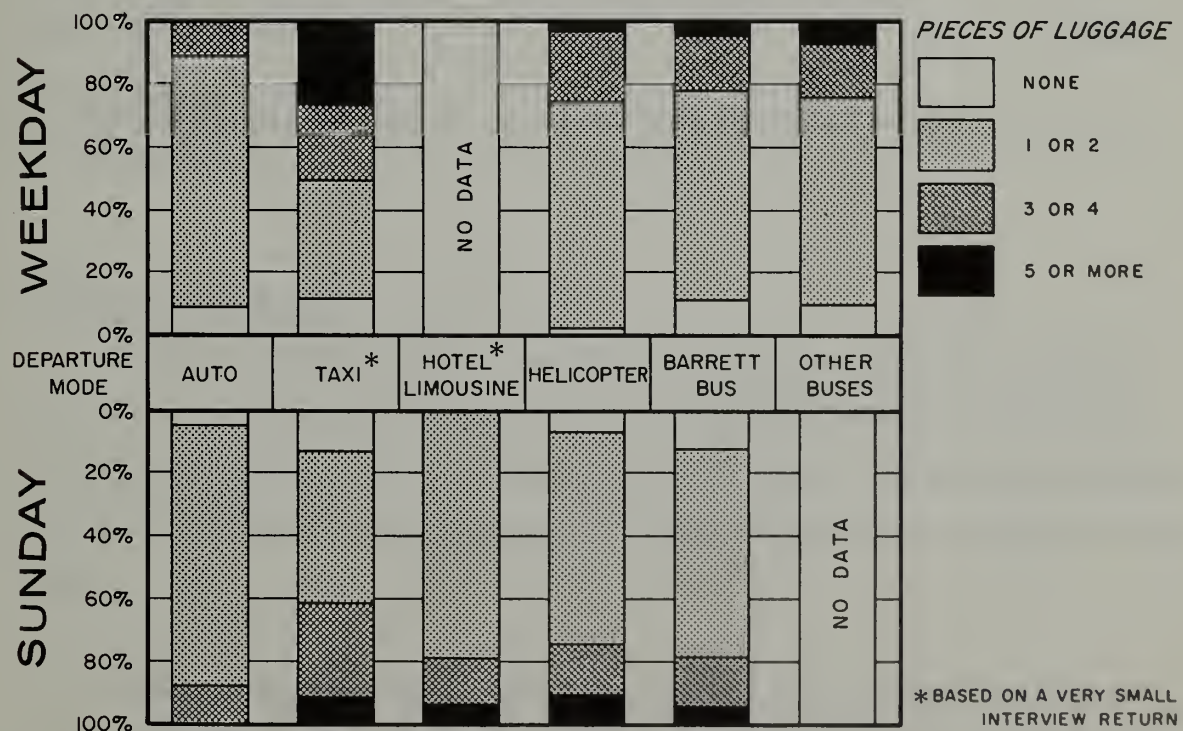 WEEKDAY
100%
80%
60%
40%
20%
0%
NO DATA
PIECES OF LUGGAGE
NONE
1 OR 2
3 OR 4
5 OR MORE
DEPARTURE
MODE
AUTO
TAXI*
HOTEL*
LIMOUSINE
HELICOPTER
BARRETT
BUS
OTHER
BUSES
SUNDAY
0%
20%
40%
60%
80%
100%
NO DATA
*BASED ON A VERY SMALL
INTERVIEW RETURN